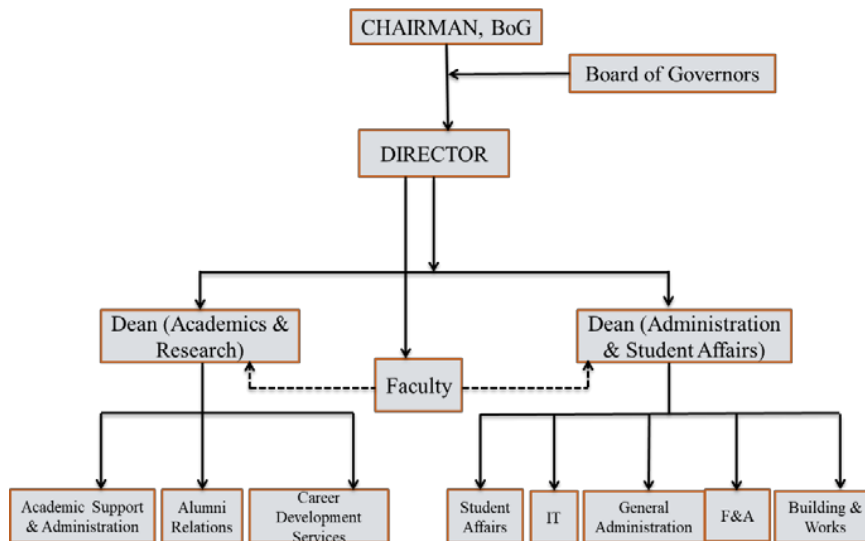 CHAIRMAN, BoG
Board of Governors
DIRECTOR
Dean (Academics &
Research)
Dean (Administration
& Student Affairs)
Faculty
Academic Support
& Administration
Alumni
Relations
Career
Development
Services
Student
Affairs
IT
General
Administration
F&A
Building &
Works